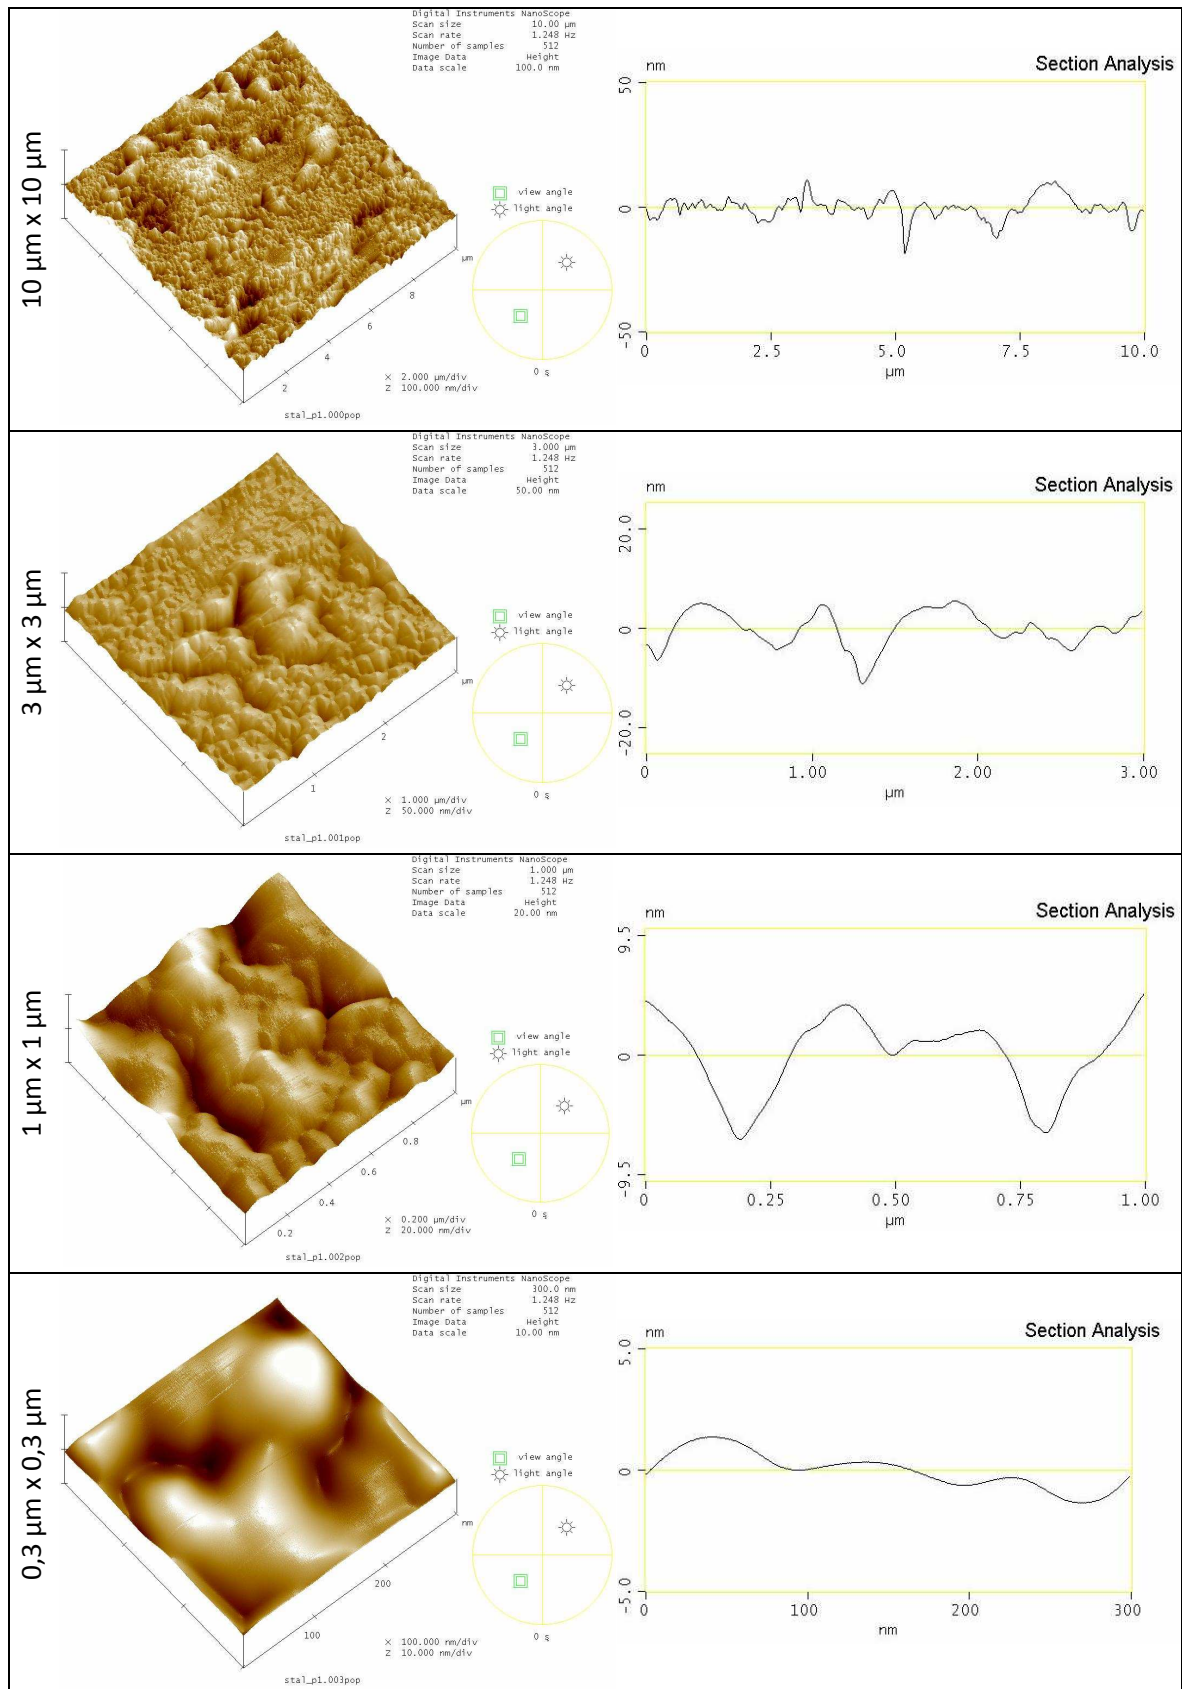 10 µm x 10 µm
Digital Instruments NanoScope
Scan size 10.00 µm
Scan rate 1.248 Hz
Number of samples 512
Image Data Height
Data scale 100.0 nm
view angle
light angle
0 §
µm
8
6
4
2
X 2.000 µm/div
Z 100.000 nm/div
stal_p1.000pop
Section Analysis
nm
50
0
-50
0 2.5 5.0 7.5 10.0
µm
3 µm x 3 µm
Digital Instruments NanoScope
Scan size 3.000 µm
Scan rate 1.248 Hz
Number of samples 512
Image Data Height
Data scale 50.00 nm
view angle
light angle
0 §
µm
2
1
X 1.000 µm/div
Z 50.000 nm/div
stal_p1.001pop
Section Analysis
nm
20.0
0
-20.0
0 1.00 2.00 3.00
µm
1 µm x 1 µm
Digital Instruments NanoScope
Scan size 1.000 µm
Scan rate 1.248 Hz
Number of samples 512
Image Data Height
Data scale 20.00 nm
view angle
light angle
0 §
µm
0.8
0.6
0.4
0.2
X 0.200 µm/div
Z 20.000 nm/div
stal_p1.002pop
Section Analysis
nm
9.5
0
-9.5
0 0.25 0.50 0.75 1.00
µm
0,3 µm x 0,3 µm
Digital Instruments NanoScope
Scan size 300.0 nm
Scan rate 1.248 Hz
Number of samples 512
Image Data Height
Data scale 10.00 nm
view angle
light angle
0 §
nm
200
100
X 100.000 nm/div
Z 10.000 nm/div
stal_p1.003pop
Section Analysis
nm
5.0
0
-5.0
0 100 200 300
nm